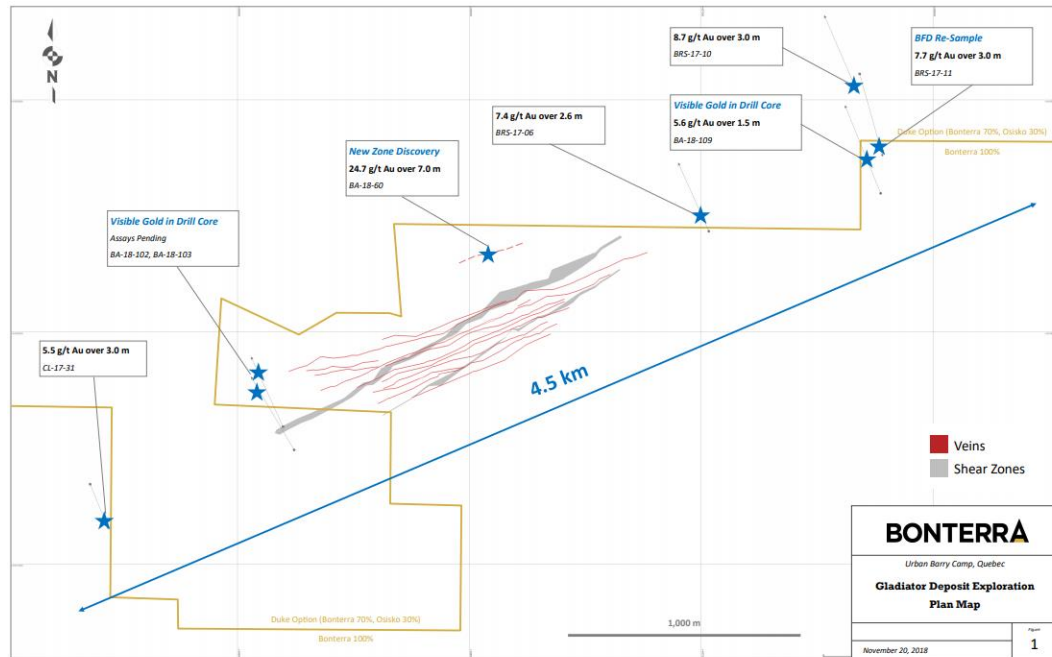 N
8.7 g/t Au over 3.0 m
BRS-17-10
BFD Re-Sample
7.7 g/t Au over 3.0 m
BRS-17-11
7.4 g/t Au over 2.6 m
BRS-17-06
Visible Gold in Drill Core
5.6 g/t Au over 1.5 m
BA-18-109
Duke Option (Bonterra 70%, Osisko 30%)
Bonterra 100%
New Zone Discovery
24.7 g/t Au over 7.0 m
BA-18-60
Visible Gold in Drill Core
Assays Pending
BA-18-102, BA-18-103
5.5 g/t Au over 3.0 m
CL-17-31
4.5 km
Veins
Shear Zones
Duke Option (Bonterra 70%, Osisko 30%)
Bonterra 100%
1,000 m
BONTERRA
Urban Barry Camp, Quebec
Gladiator Deposit Exploration
Plan Map
Figure
1
November 20, 2018